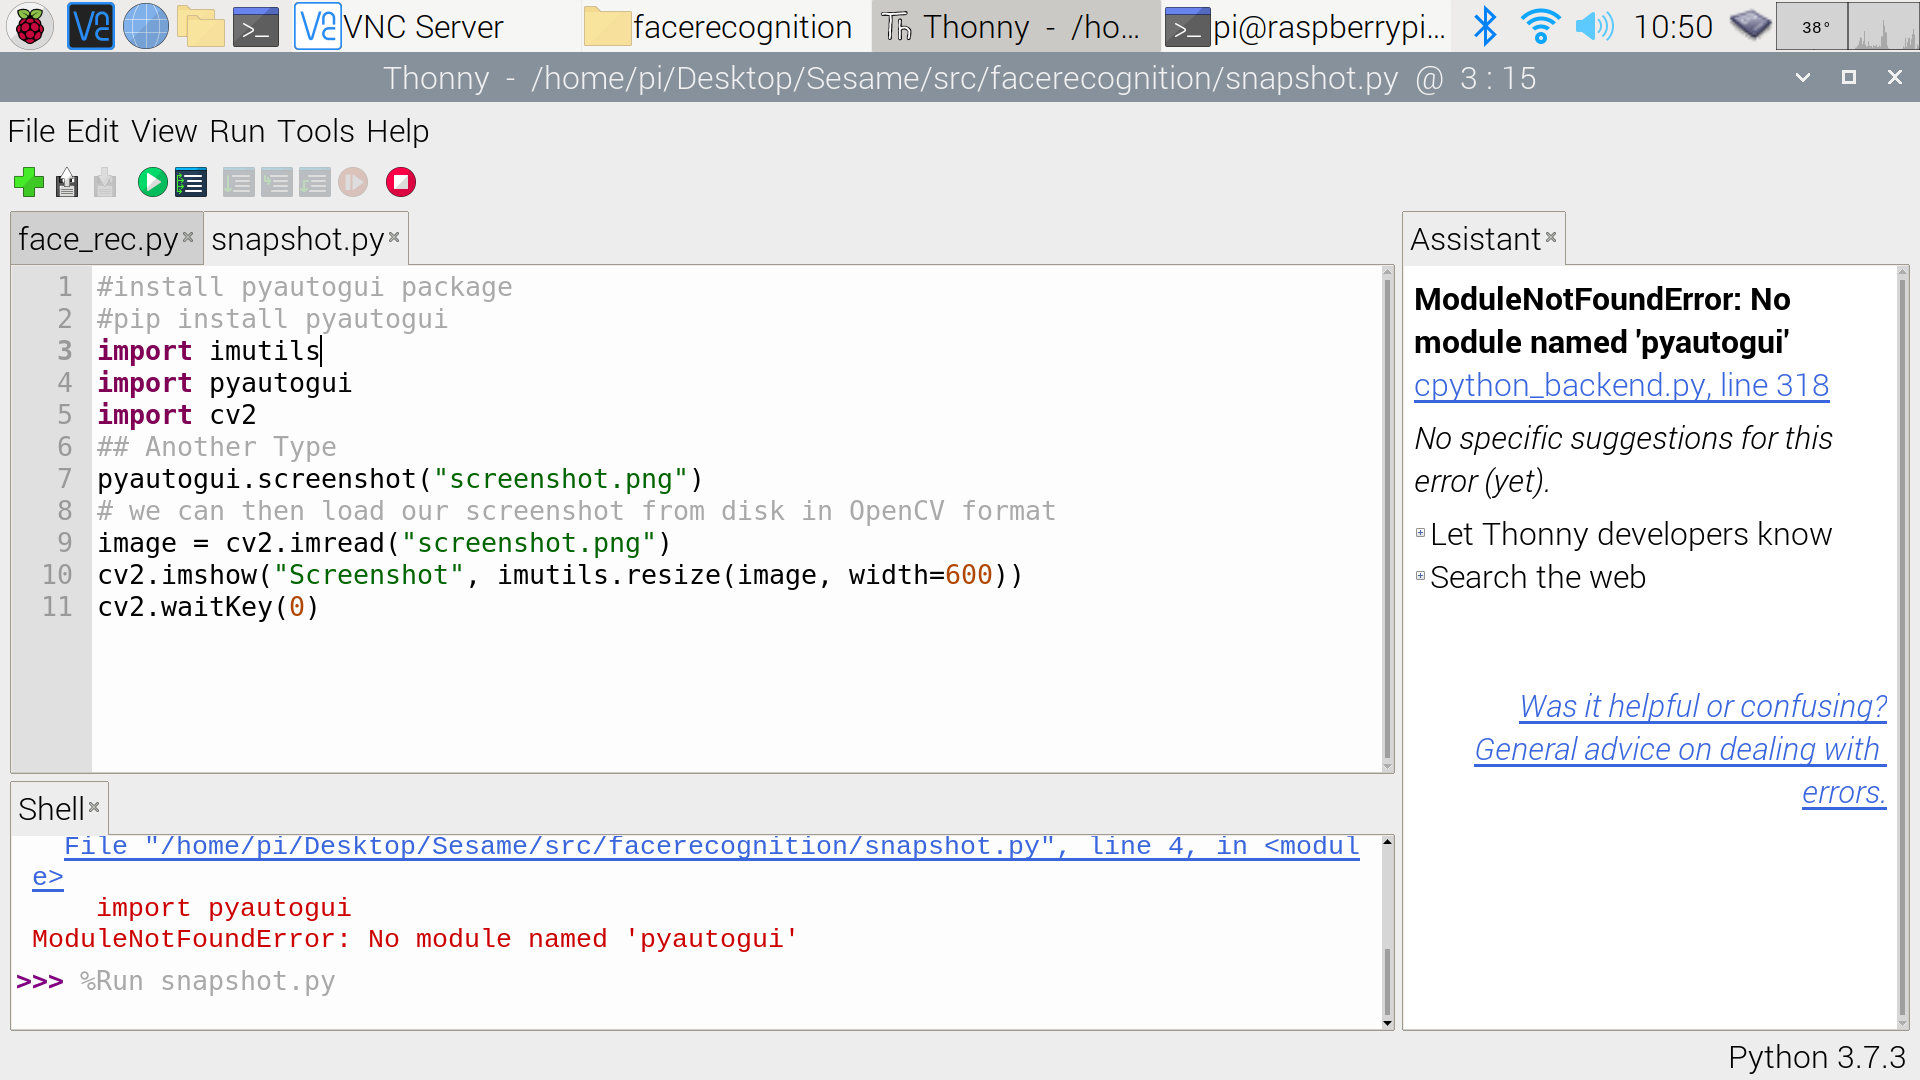 VNC Server
facerecognition
Thonny - /ho...
pi@raspberrypi...
10:50
38°
Thonny - /home/pi/Desktop/Sesame/src/facerecognition/snapshot.py @ 3 : 15
File Edit View Run Tools Help
face_rec.py
snapshot.py
Assistant
1 #install pyautogui package
2 #pip install pyautogui
3 import imutils
4 import pyautogui
5 import cv2
6 ## Another Type
7 pyautogui.screenshot("screenshot.png")
8 # we can then load our screenshot from disk in OpenCV format
9 image = cv2.imread("screenshot.png")
10 cv2.imshow("Screenshot", imutils.resize(image, width=600))
11 cv2.waitKey(0)
ModuleNotFoundError: No
module named 'pyautogui'
cpython_backend.py, line 318
No specific suggestions for this
error (yet).
Let Thonny developers know
Search the web
Was it helpful or confusing?
General advice on dealing with
errors.
Shell
File "/home/pi/Desktop/Sesame/src/facerecognition/snapshot.py", line 4, in <modul
e>
import pyautogui
ModuleNotFoundError: No module named 'pyautogui'
>>> %Run snapshot.py
Python 3.7.3